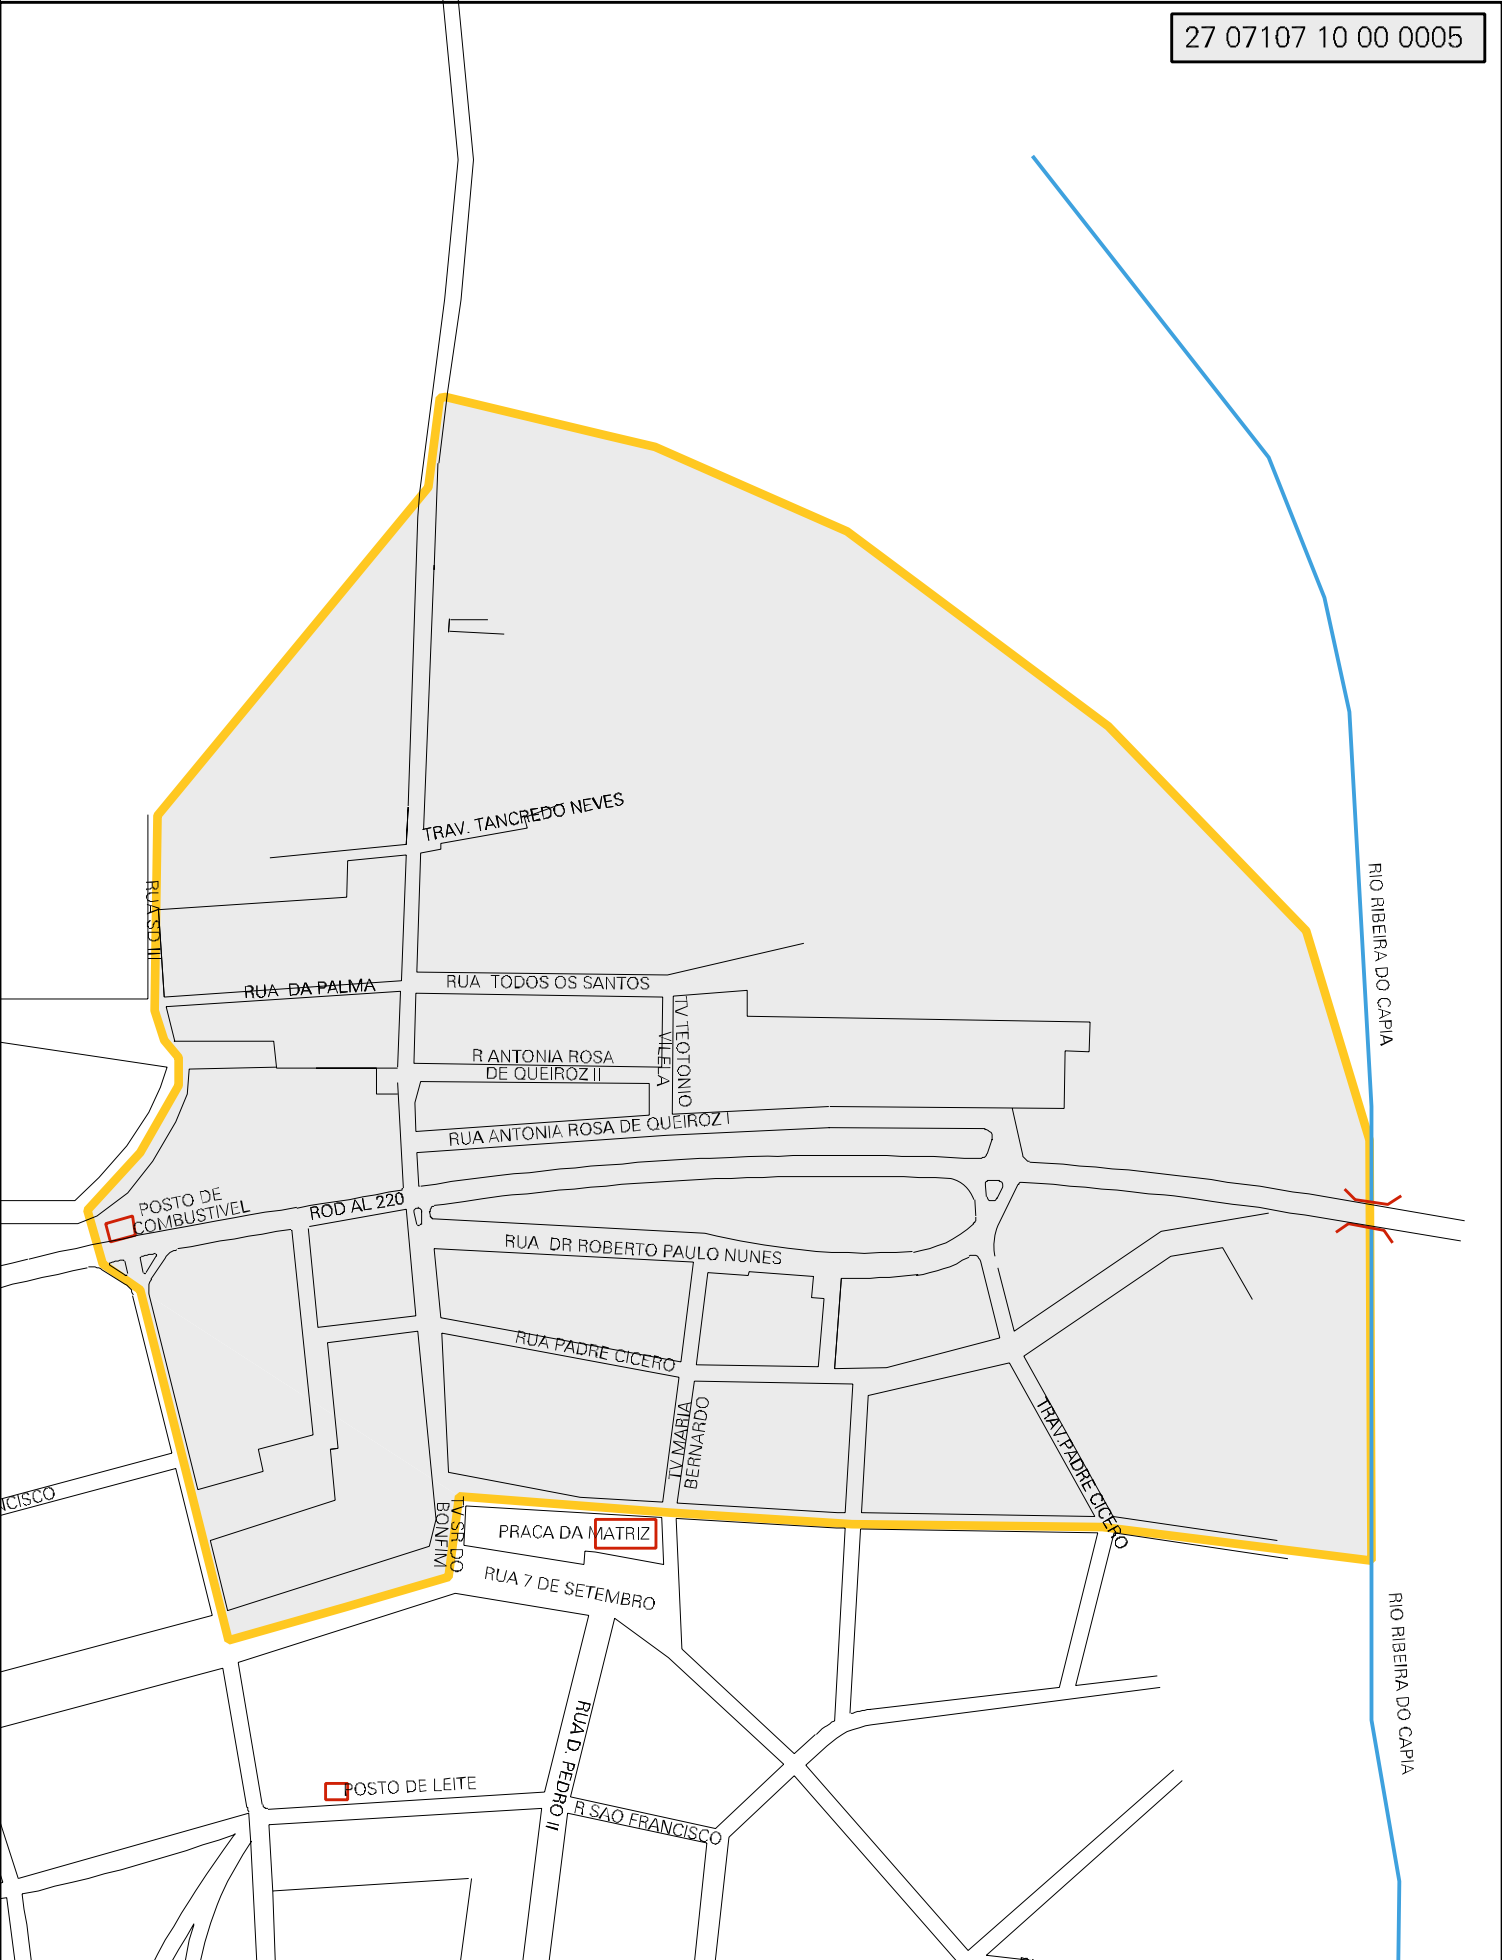 27 07107 10 00 0005
TRAV. TANCREDO NEVES
RUA SD III
RIO RIBEIRA DO CAPIA
RUA DA PALMA
RUA TODOS OS SANTOS
TV TEOTONIO
VILELA
R ANTONIA ROSA
DE QUEIROZ II
RUA ANTONIA ROSA DE QUEIROZ I
POSTO DE
COMBUSTIVEL
ROD AL 220
RUA DR ROBERTO PAULO NUNES
RUA PADRE CICERO
TV MARIA
BERNARDO
TRAV.PADRE CICERO
NCISCO
TV SR DO
BONFIM
PRACA DA MATRIZ
RUA 7 DE SETEMBRO
RIO RIBEIRA DO CAPIA
RUA D. PEDRO II
POSTO DE LEITE
R SAO FRANCISCO